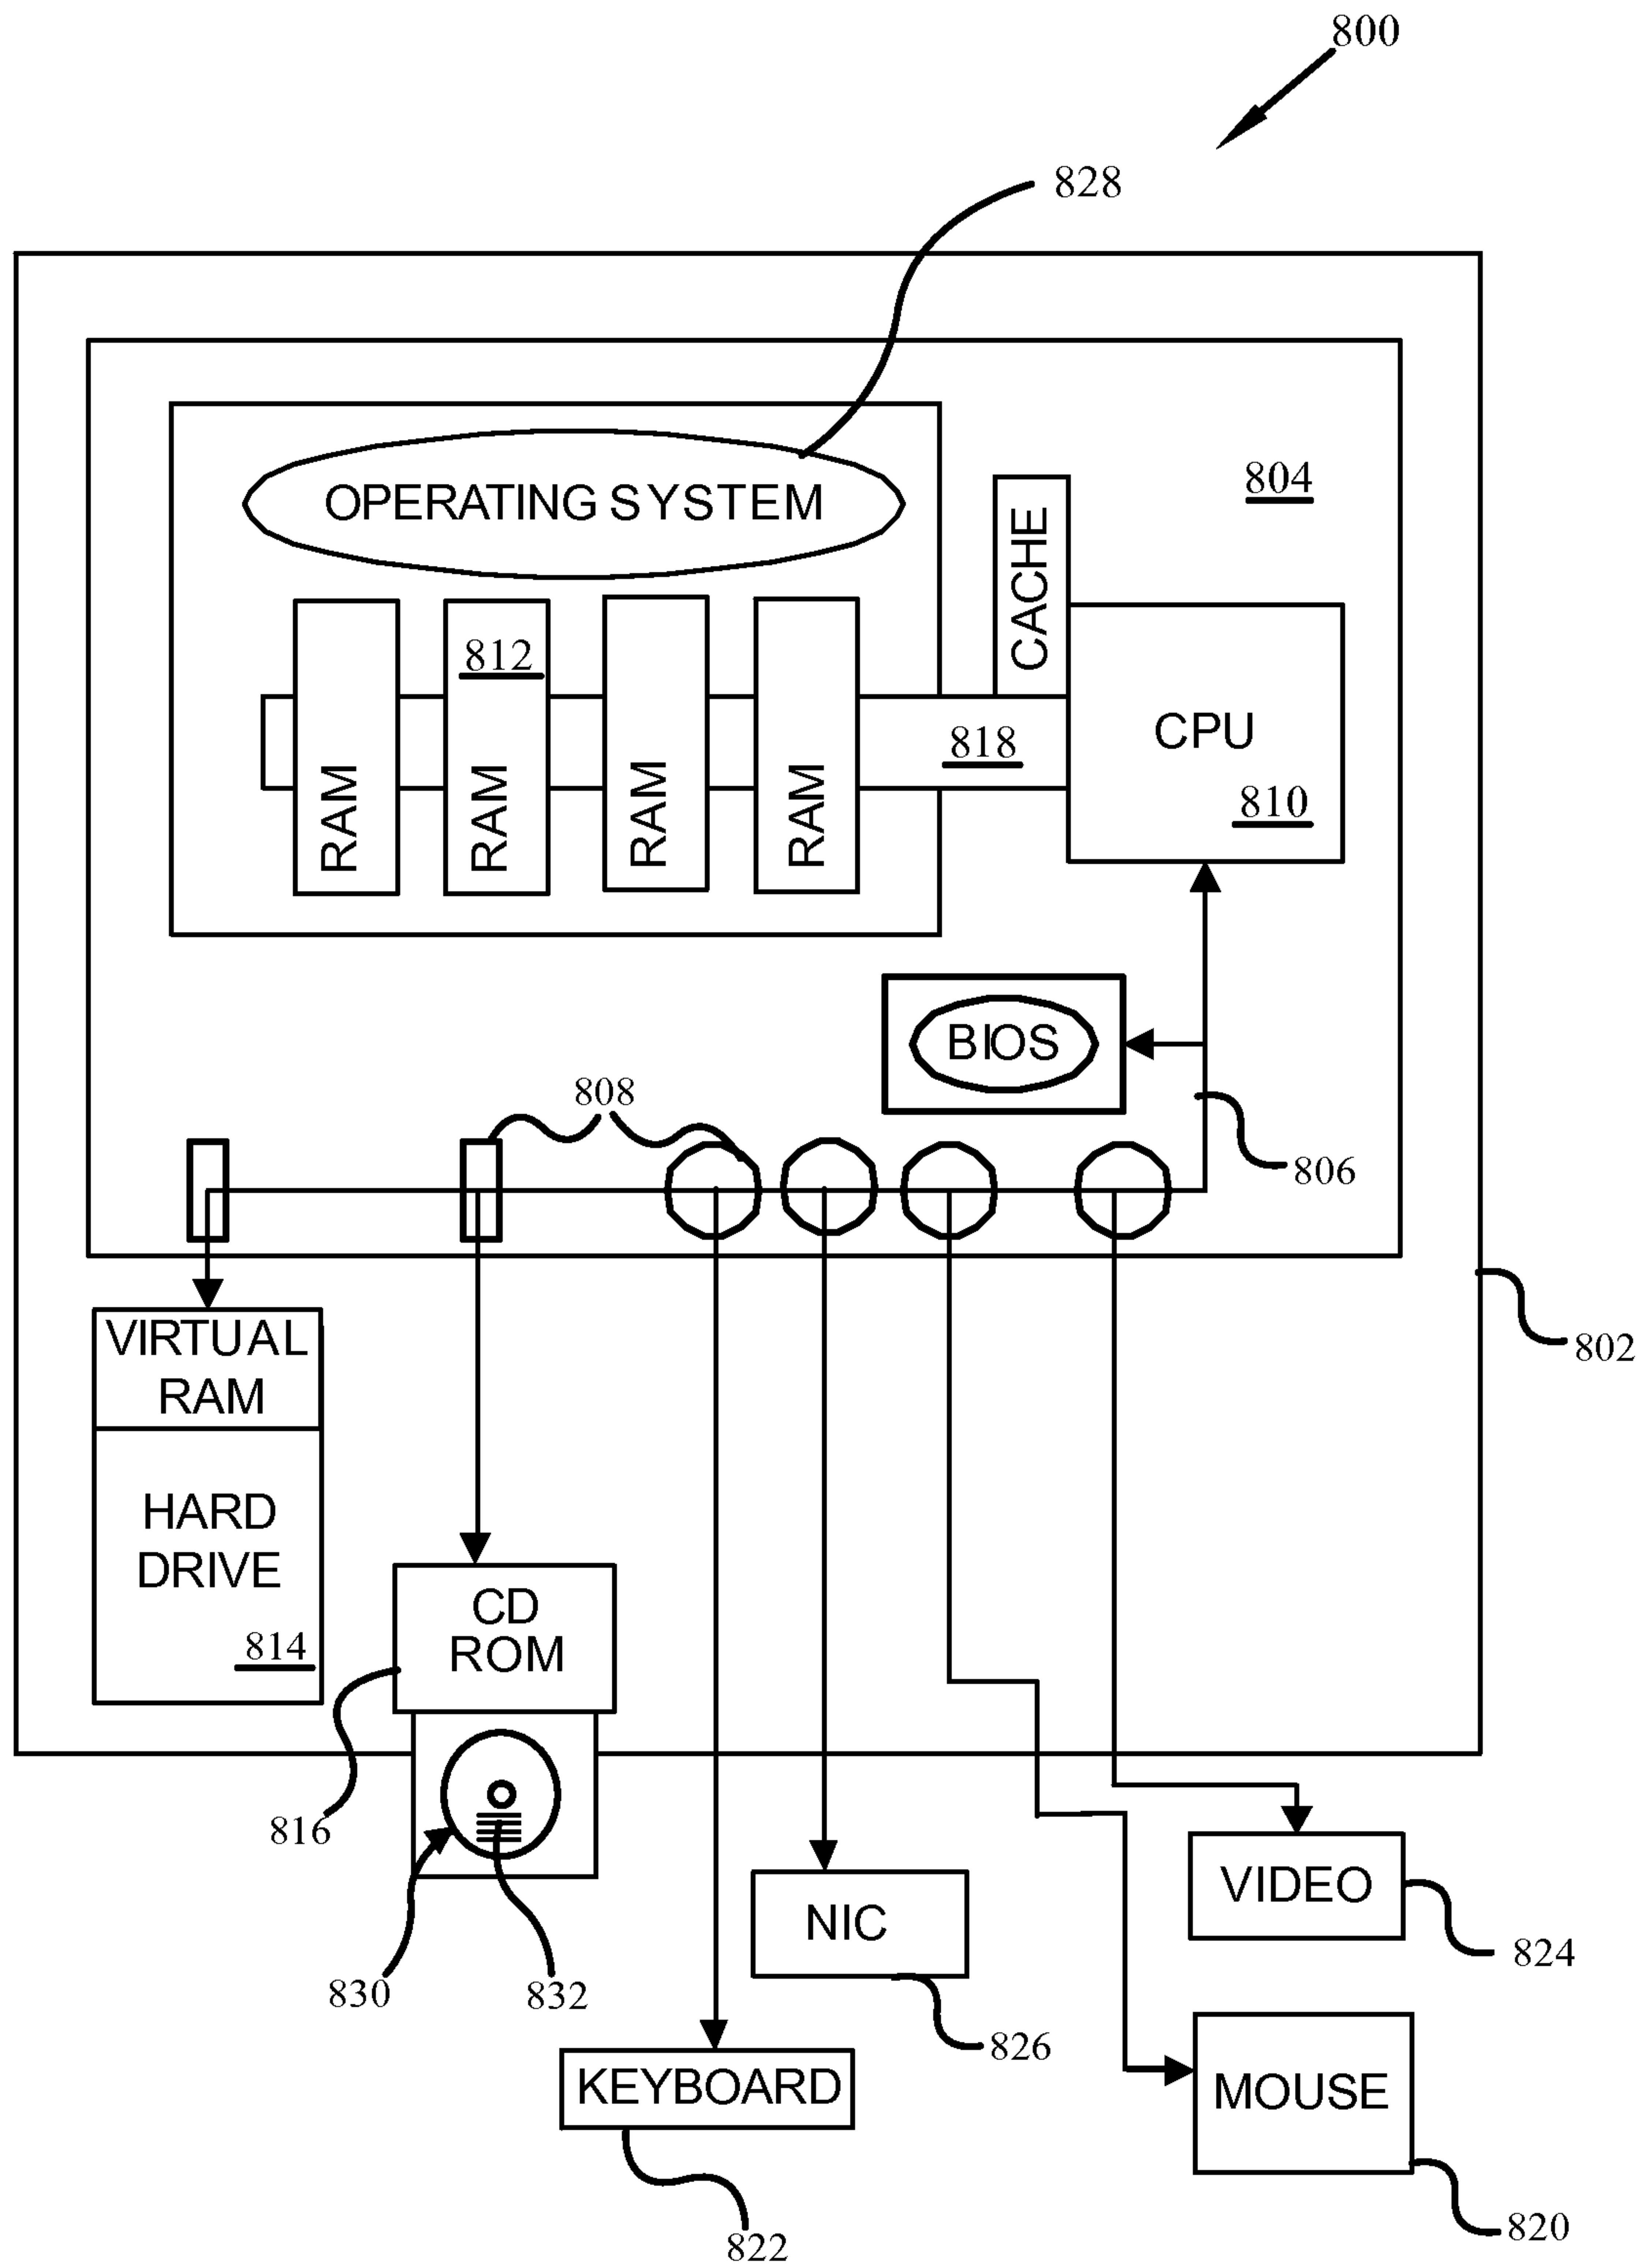 800
828
OPERATING SYSTEM
804
CACHE
812
RAM
RAM
RAM
RAM
818
CPU
810
BIOS
808
806
802
VIRTUAL
RAM
HARD
DRIVE
814
CD
ROM
816
830
832
NIC
826
VIDEO
824
KEYBOARD
822
MOUSE
820